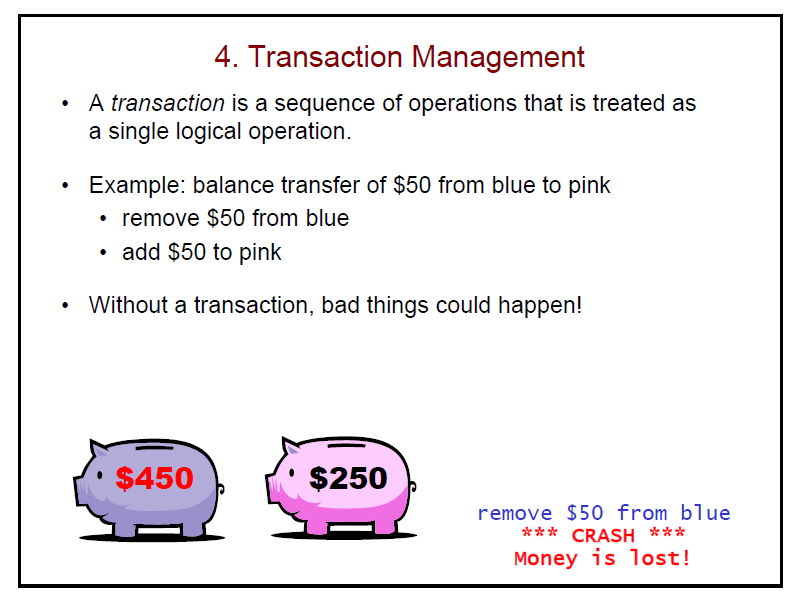 4. Transaction Management
• A transaction is a sequence of operations that is treated as
a single logical operation.
• Example: balance transfer of $50 from blue to pink
• remove $50 from blue
• add $50 to pink
• Without a transaction, bad things could happen!
$450 $250
remove $50 from blue
*** CRASH ***
Money is lost!